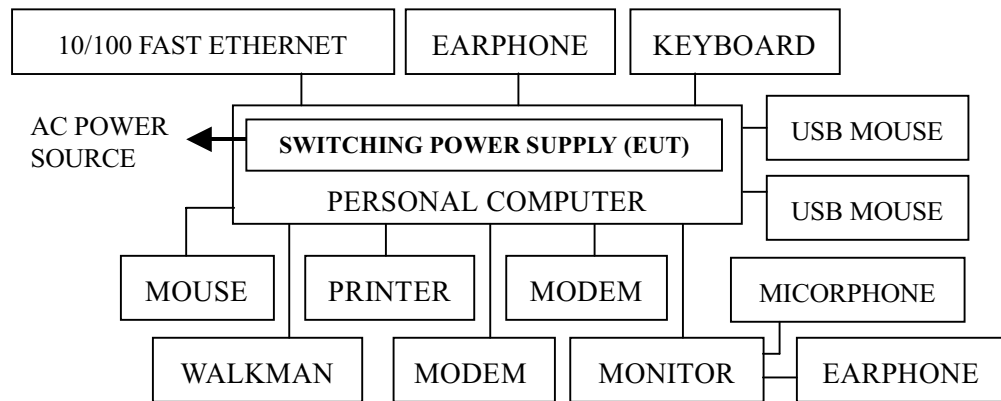 10/100 FAST ETHERNET
EARPHONE
KEYBOARD
AC POWER
SOURCE
SWITCHING POWER SUPPLY (EUT)
PERSONAL COMPUTER
USB MOUSE
USB MOUSE
MOUSE
PRINTER
MODEM
MICORPHONE
WALKMAN
MODEM
MONITOR
EARPHONE